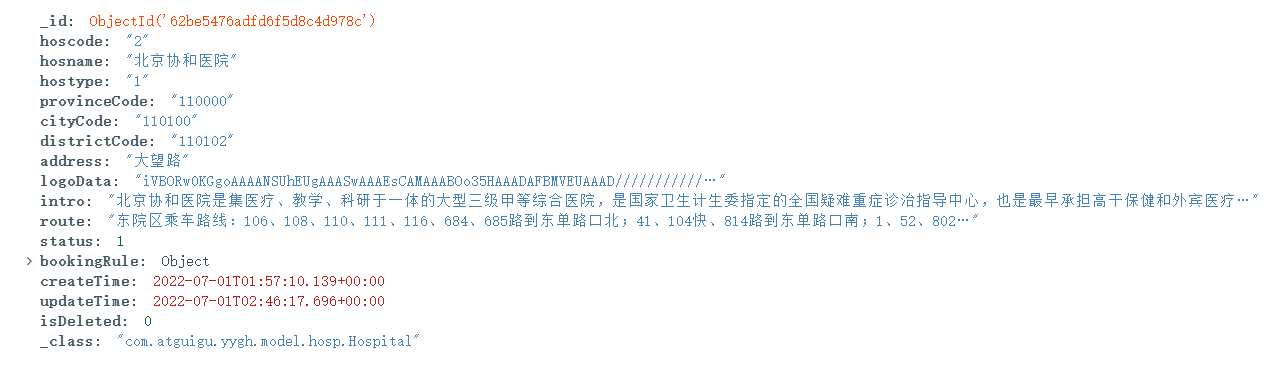 _id: ObjectId('62be5476adfd6f5d8c4d978c')
hoscode: "2"
hosname: "北京协和医院"
hostype: "1"
provinceCode: "110000"
cityCode: "110100"
districtCode: "110102"
address: "大望路"
logoData: "iVBORw0KGgoAAAANSUhEUgAAASwAAAEsCAMAAABOo35HAAADAFBMVEUAAAD///////////…"
intro: "北京协和医院是集医疗、教学、科研于一体的大型三级甲等综合医院，是国家卫生计生委指定的全国疑难重症诊治指导中心，也是最早承担高干保健和外宾医疗…"
route: "东院区乘车路线：106、108、110、111、116、684、685路到东单路口北；41、104快、814路到东单路口南；1、52、802…"
status: 1
bookingRule: Object
createTime: 2022-07-01T01:57:10.139+00:00
updateTime: 2022-07-01T02:46:17.696+00:00
isDeleted: 0
_class: "com.atguigu.yygh.model.hosp.Hospital"